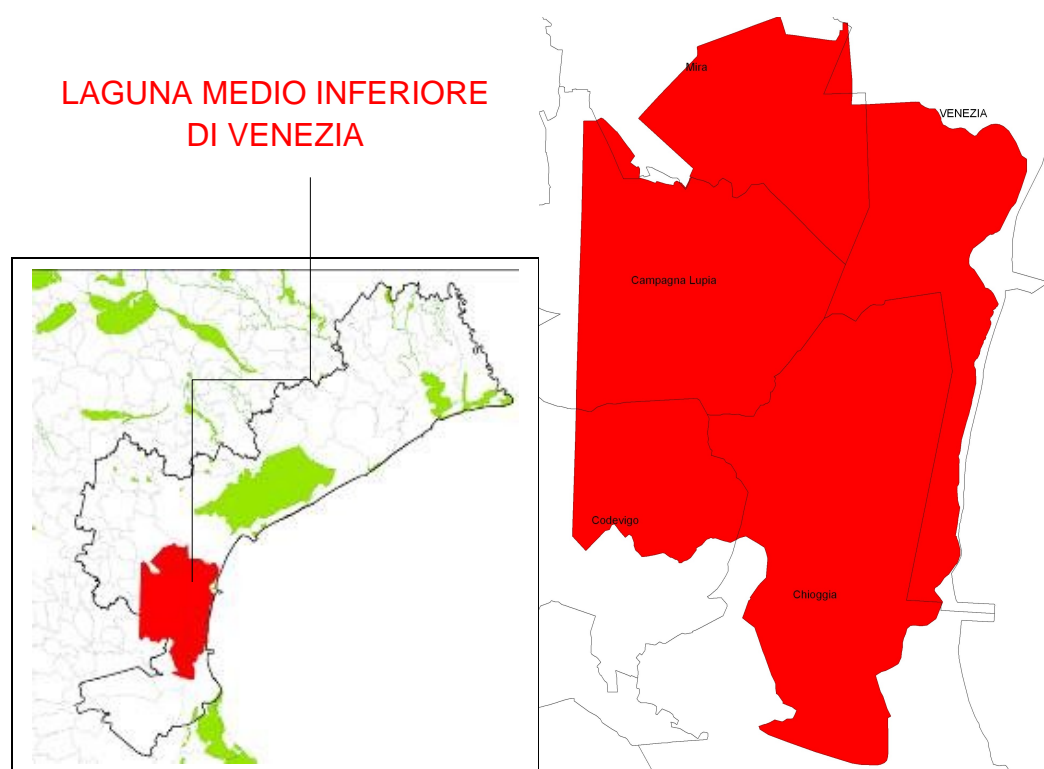 LAGUNA MEDIO INFERIORE
DI VENEZIA
Mira
VENEZIA
Campagna Lupia
Codevigo
Chioggia